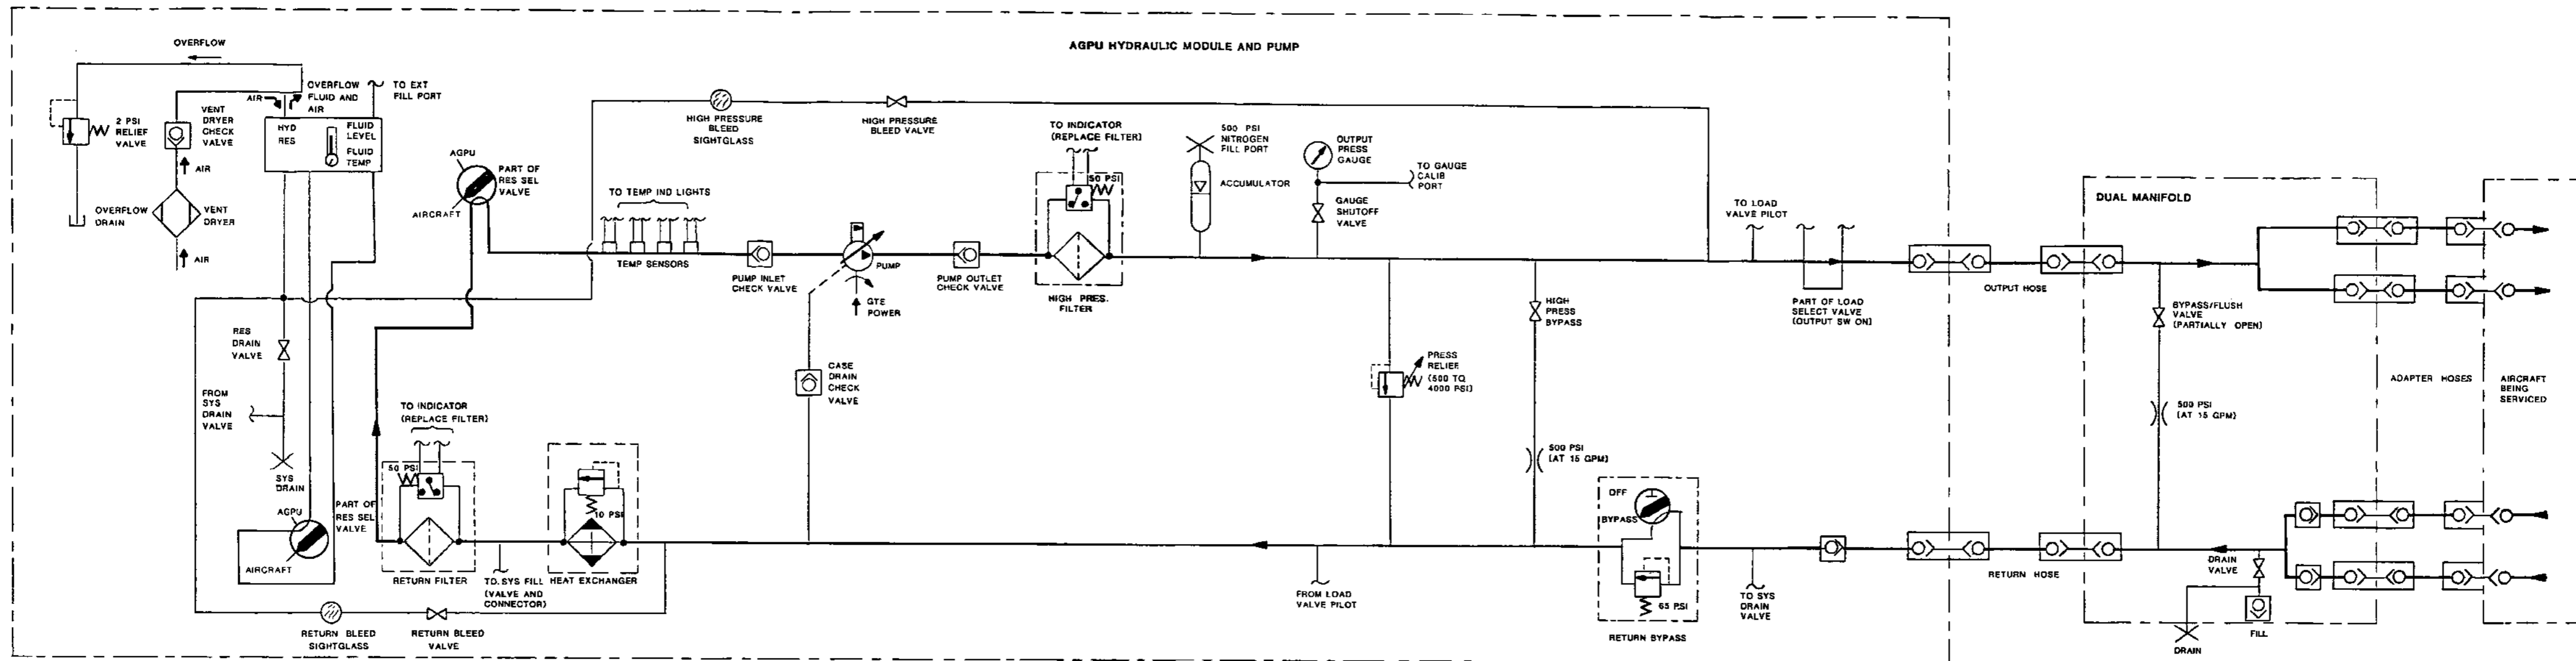 AGPU HYDRAULIC MODULE AND PUMP
OVERFLOW
2 PSI
RELIEF
VALVE
VENT
DRYER
CHECK
VALVE
AIR
OVERFLOW
FLUID AND
AIR
TO EXT
FILL PORT
HYD
RES
FLUID
LEVEL
FLUID
TEMP
AIR
OVERFLOW
DRAIN
VENT
DRYER
AIR
AGPU
PART OF
RES SEL
VALVE
AIRCRAFT
TO TEMP IND LIGHTS
TEMP SENSORS
HIGH PRESSURE
BLEED
SIGHTGLASS
HIGH PRESSURE
BLEED VALVE
PUMP INLET
CHECK VALVE
PUMP
GTE
POWER
PUMP OUTLET
CHECK VALVE
TO INDICATOR
(REPLACE FILTER)
50 PSI
HIGH PRES.
FILTER
500 PSI
NITROGEN
FILL PORT
ACCUMULATOR
OUTPUT
PRESS
GAUGE
TO GAUGE
CALIB
PORT
GAUGE
SHUTOFF
VALVE
TO LOAD
VALVE PILOT
PART OF LOAD
SELECT VALVE
(OUTPUT SW ON)
OUTPUT HOSE
DUAL MANIFOLD
BYPASS/FLUSH
VALVE
(PARTIALLY OPEN)
500 PSI
(AT 15 GPM)
ADAPTER HOSES
AIRCRAFT
BEING
SERVICED
HIGH
PRESS
BYPASS
PRESS
RELIEF
(500 TO
4000 PSI)
500 PSI
(AT 15 GPM)
CASE
DRAIN
CHECK
VALVE
RES
DRAIN
VALVE
FROM
SYS
DRAIN
VALVE
SYS
DRAIN
AGPU
PART OF
RES SEL
VALVE
AIRCRAFT
TO INDICATOR
(REPLACE FILTER)
50 PSI
RETURN FILTER
TO SYS FILL
(VALVE AND
CONNECTOR)
10 PSI
HEAT EXCHANGER
RETURN BLEED
SIGHTGLASS
RETURN BLEED
VALVE
FROM LOAD
VALVE PILOT
OFF
BYPASS
65 PSI
RETURN BYPASS
TO SYS
DRAIN
VALVE
RETURN HOSE
DRAIN
VALVE
FILL
DRAIN